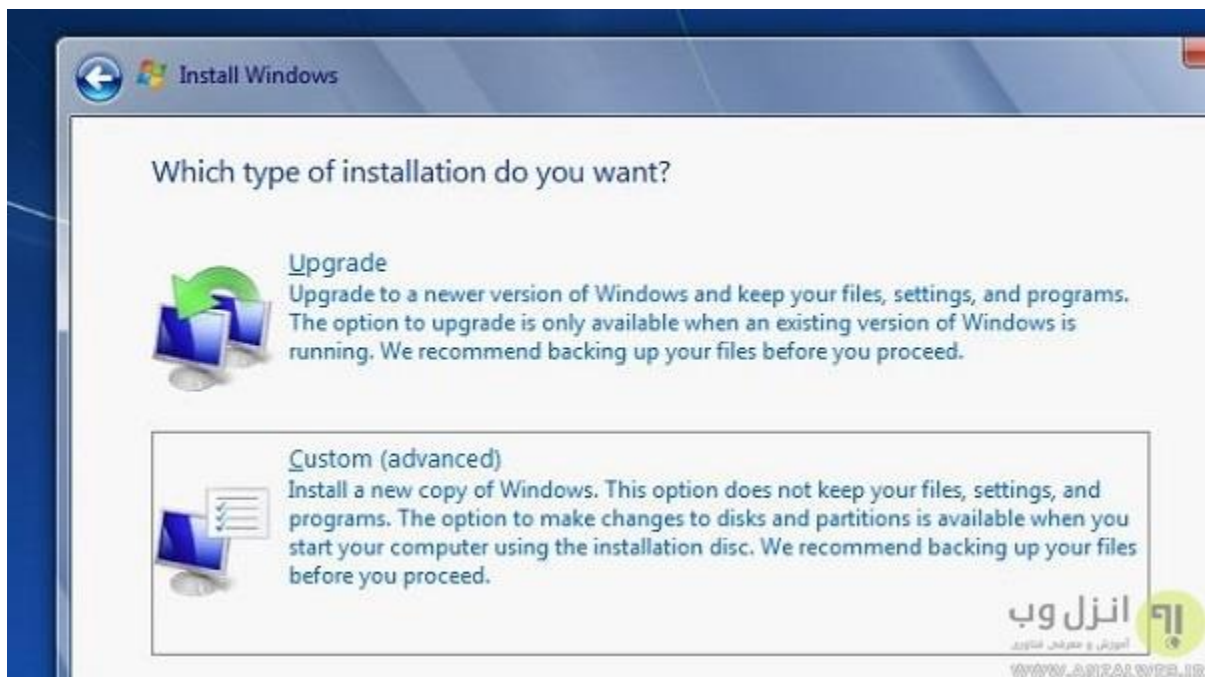 Install Windows
Which type of installation do you want?
Upgrade
Upgrade to a newer version of Windows and keep your files, settings, and programs.
The option to upgrade is only available when an existing version of Windows is
running. We recommend backing up your files before you proceed.
Custom (advanced)
Install a new copy of Windows. This option does not keep your files, settings, and
programs. The option to make changes to disks and partitions is available when you
start your computer using the installation disc. We recommend backing up your files
before you proceed.
انزل وب
آموزش و معرفی فناوری
WWW.ANZALWEB.IR